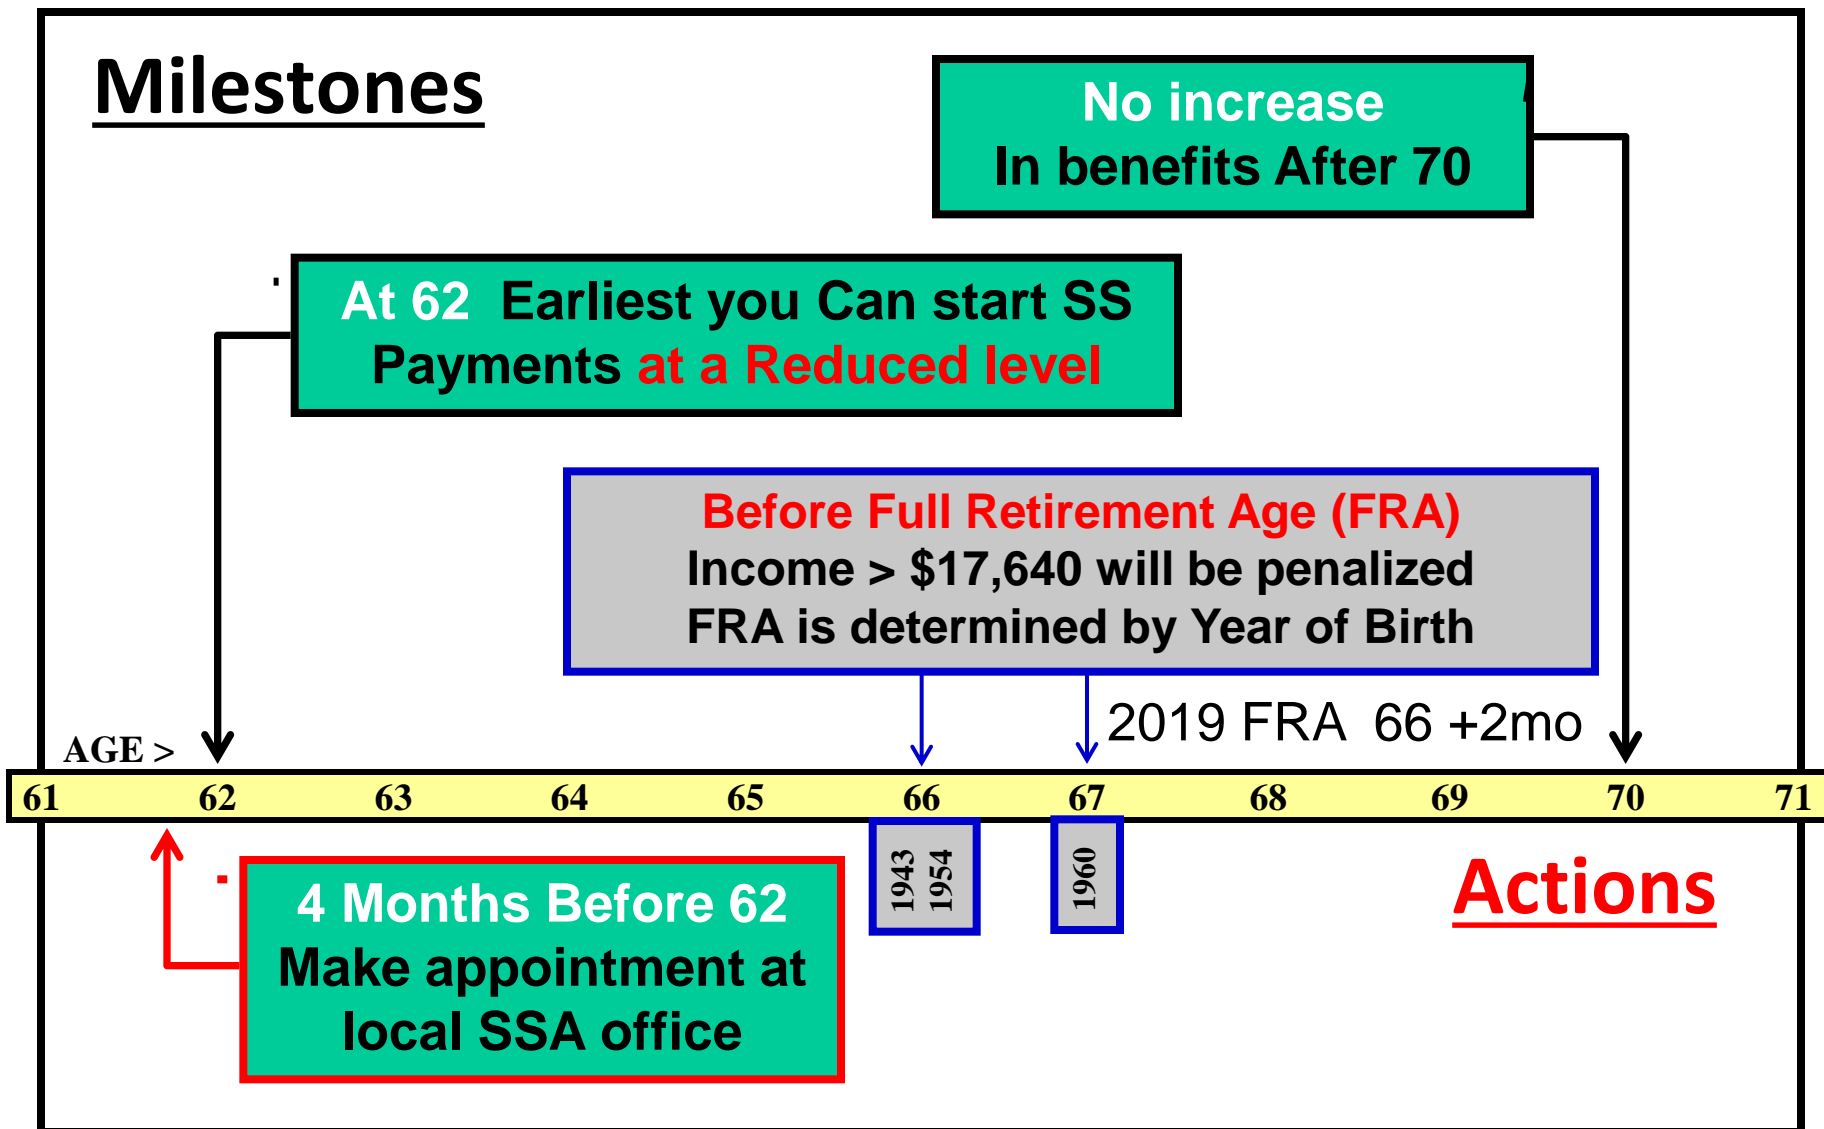 Milestones
No increase
In benefits After 70
At 62 Earliest you Can start SS
Payments at a Reduced level
Before Full Retirement Age (FRA)
Income > $17,640 will be penalized
FRA is determined by Year of Birth
2019 FRA 66 +2mo
AGE >
61 62 63 64 65 66 67 68 69 70 71
1943
1954
1960
Actions
4 Months Before 62
Make appointment at
local SSA office